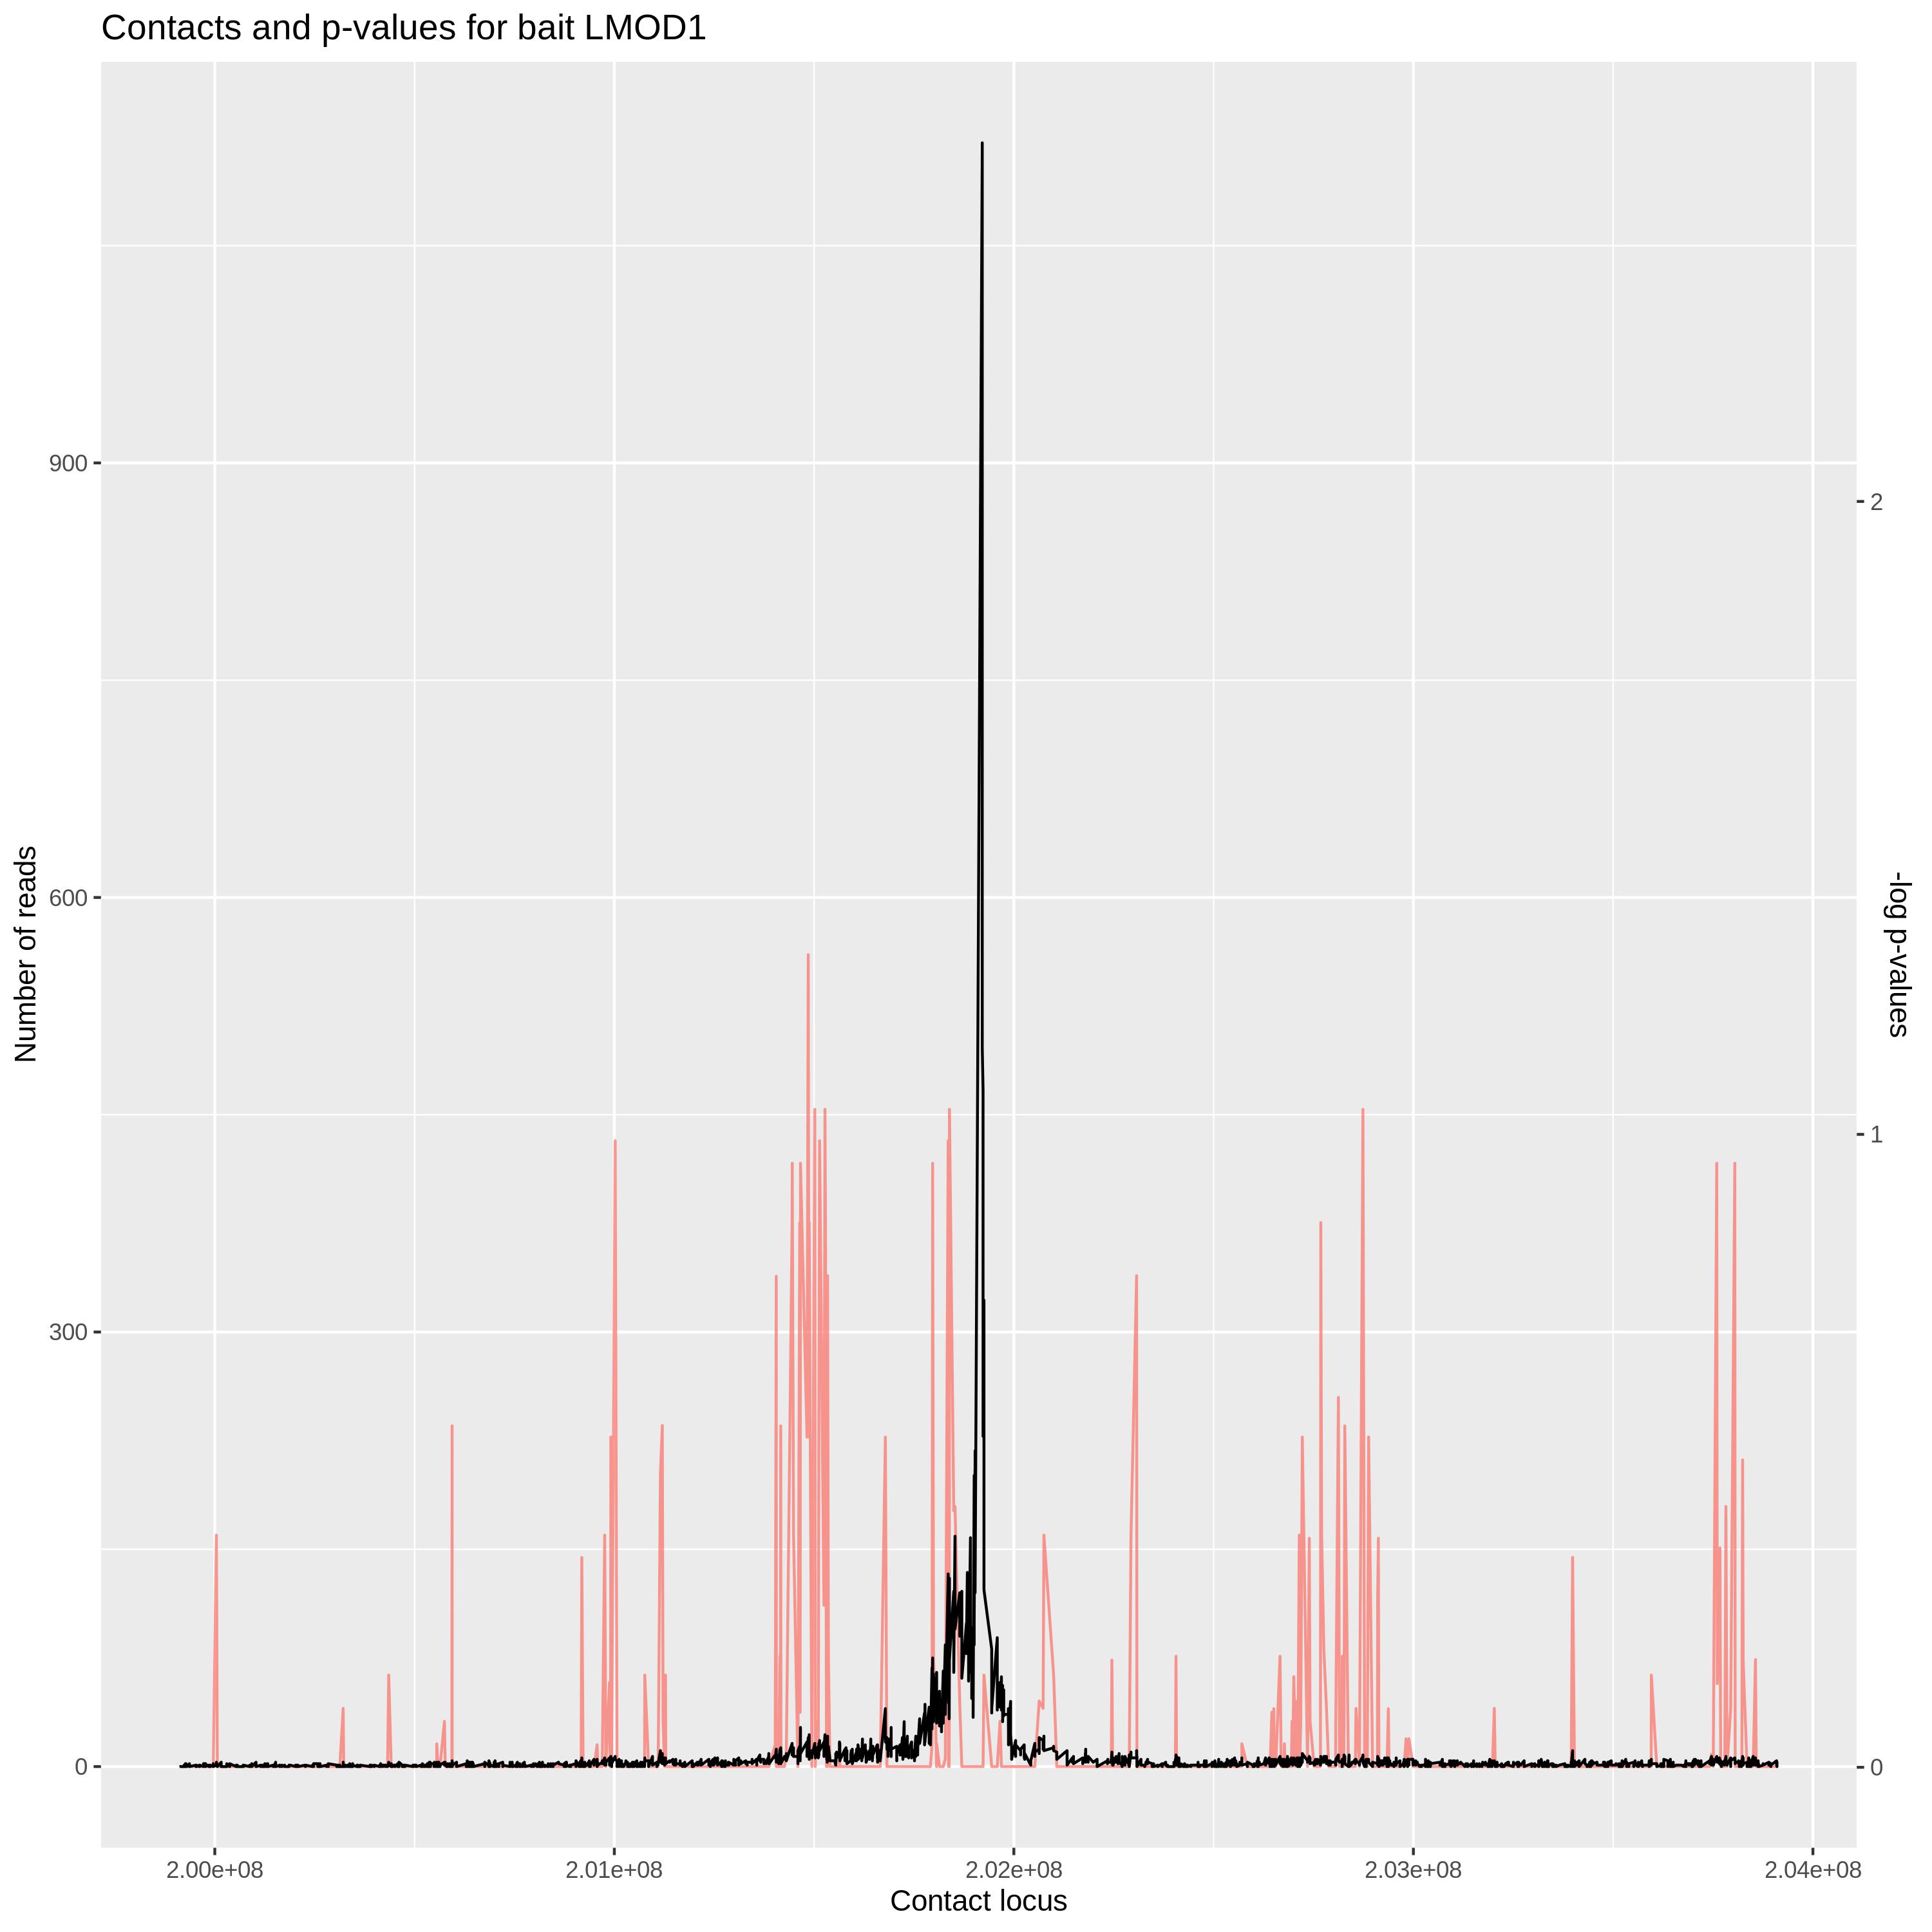 Contacts and p-values for bait LMOD1
Number of reads
900
600
300
0
-log p-values
2
1
0
2.00e+08
2.01e+08
2.02e+08
2.03e+08
2.04e+08
Contact locus